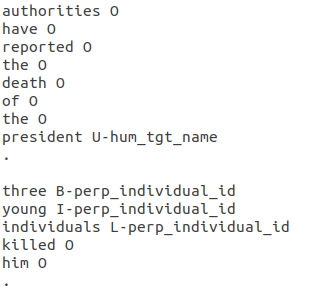 authorities O
have O
reported O
the O
death O
of O
the O
president U-hum_tgt_name
.
three B-perp_individual_id
young I-perp_individual_id
individuals L-perp_individual_id
killed O
him O
.